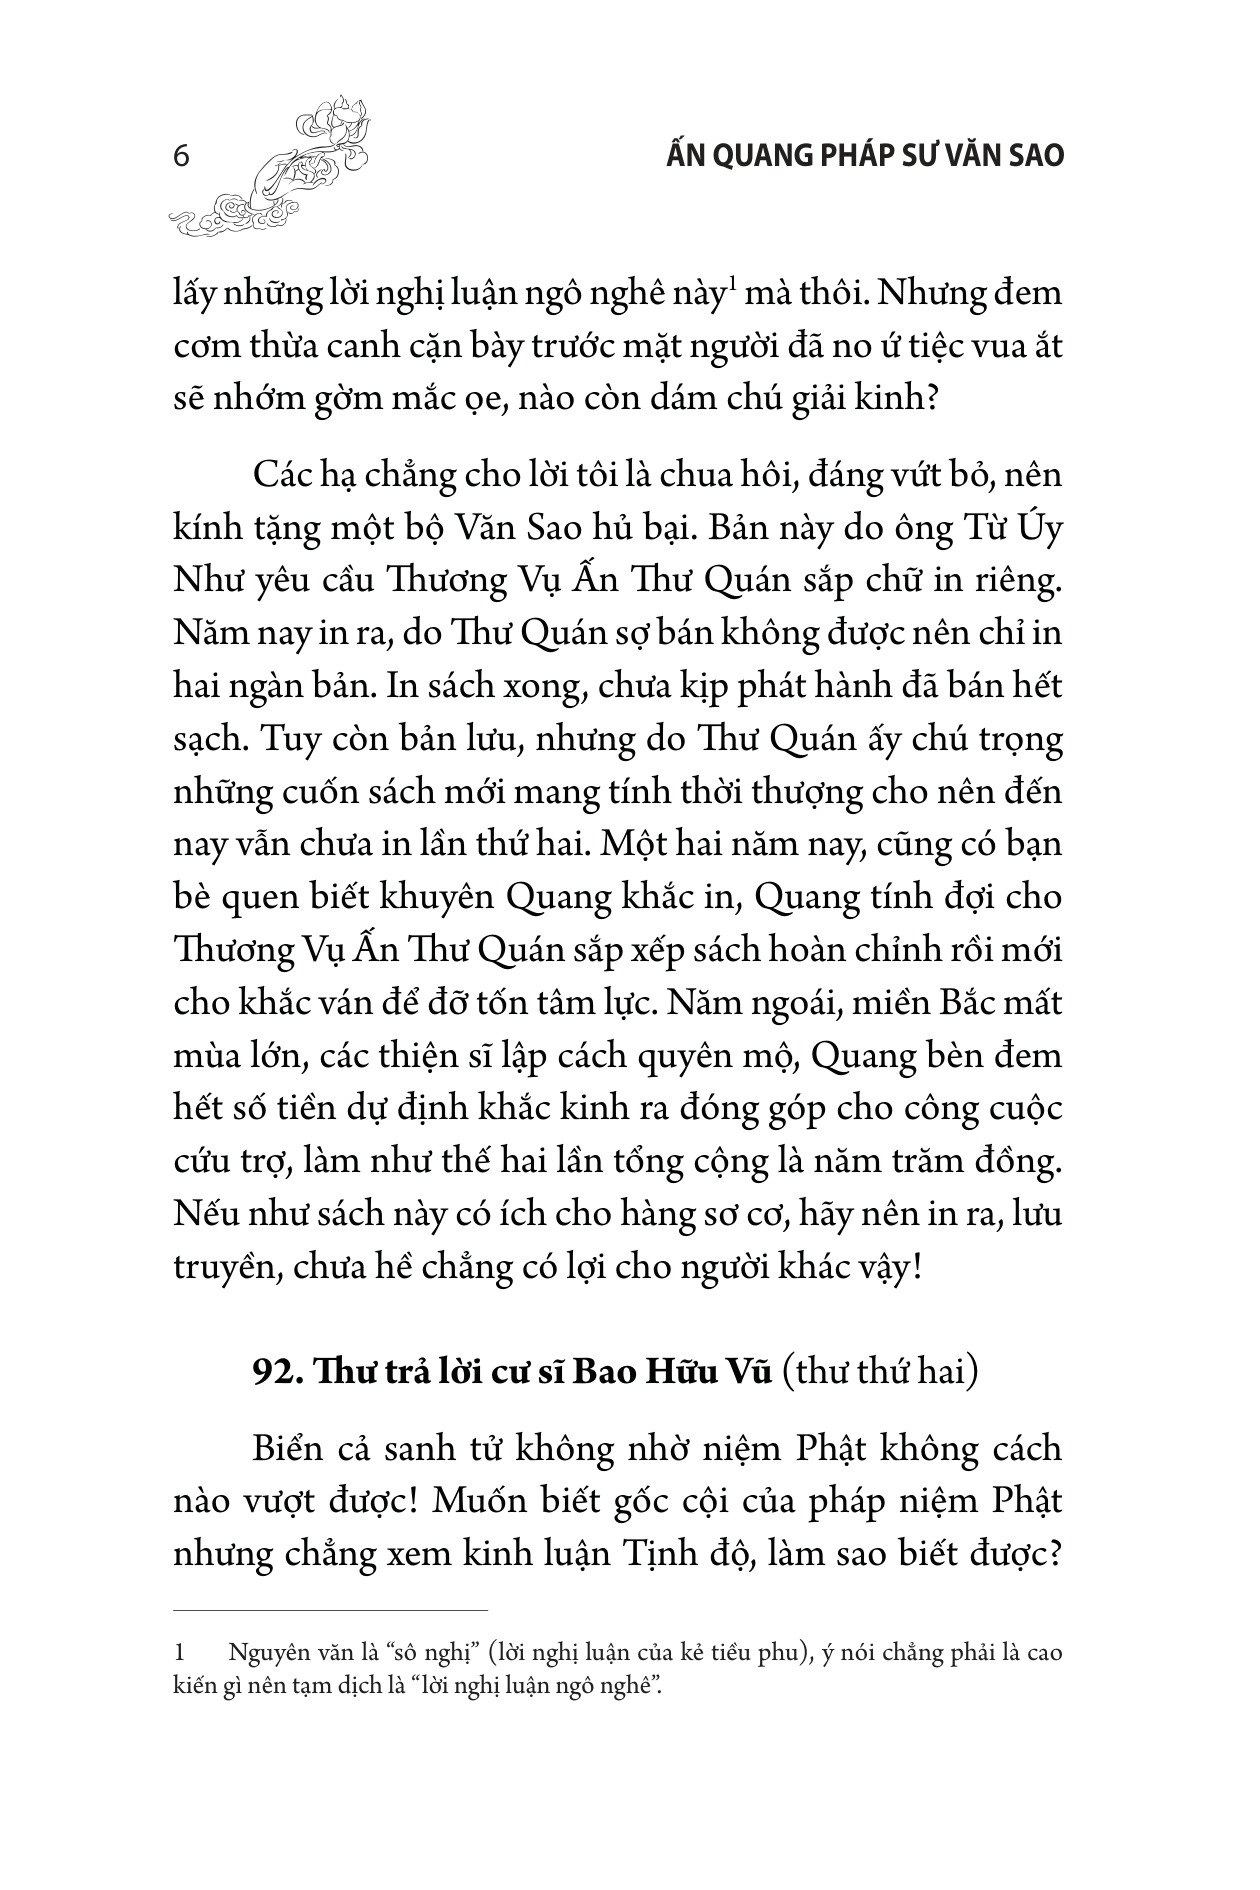 6
ẤN QUANG PHÁP SƯ VĂN SAO
lấy những lời nghị luận ngô nghê này1 mà thôi. Nhưng đem
cơm thừa canh cặn bày trước mặt người đã no ứ tiệc vua ắt
sẽ nhớm gờm mắc ọe, nào còn dám chú giải kinh?
Các hạ chẳng cho lời tôi là chua hôi, đáng vứt bỏ, nên
kính tặng một bộ Văn Sao hủ bại. Bản này do ông Từ Úy
Như yêu cầu Thương Vụ Ấn Thư Quán sắp chữ in riêng.
Năm nay in ra, do Thư Quán sợ bán không được nên chỉ in
hai ngàn bản. In sách xong, chưa kịp phát hành đã bán hết
sạch. Tuy còn bản lưu, nhưng do Thư Quán ấy chú trọng
những cuốn sách mới mang tính thời thượng cho nên đến
nay vẫn chưa in lần thứ hai. Một hai năm nay, cũng có bạn
bè quen biết khuyên Quang khắc in, Quang tính đợi cho
Thương Vụ Ấn Thư Quán sắp xếp sách hoàn chỉnh rồi mới
cho khắc ván để đỡ tốn tâm lực. Năm ngoái, miền Bắc mất
mùa lớn, các thiện sĩ lập cách quyên mộ, Quang bèn đem
hết số tiền dự định khắc kinh ra đóng góp cho công cuộc
cứu trợ, làm như thế hai lần tổng cộng là năm trăm đồng.
Nếu như sách này có ích cho hàng sơ cơ, hãy nên in ra, lưu
truyền, chưa hề chẳng có lợi cho người khác vậy!
92. Thư trả lời cư sĩ Bao Hữu Vũ (thư thứ hai)
Biển cả sanh tử không nhờ niệm Phật không cách
nào vượt được! Muốn biết gốc cội của pháp niệm Phật
nhưng chẳng xem kinh luận Tịnh độ, làm sao biết được?
1 Nguyên văn là “sô nghị” (lời nghị luận của kẻ tiều phu), ý nói chẳng phải là cao
kiến gì nên tạm dịch là “lời nghị luận ngô nghê”.